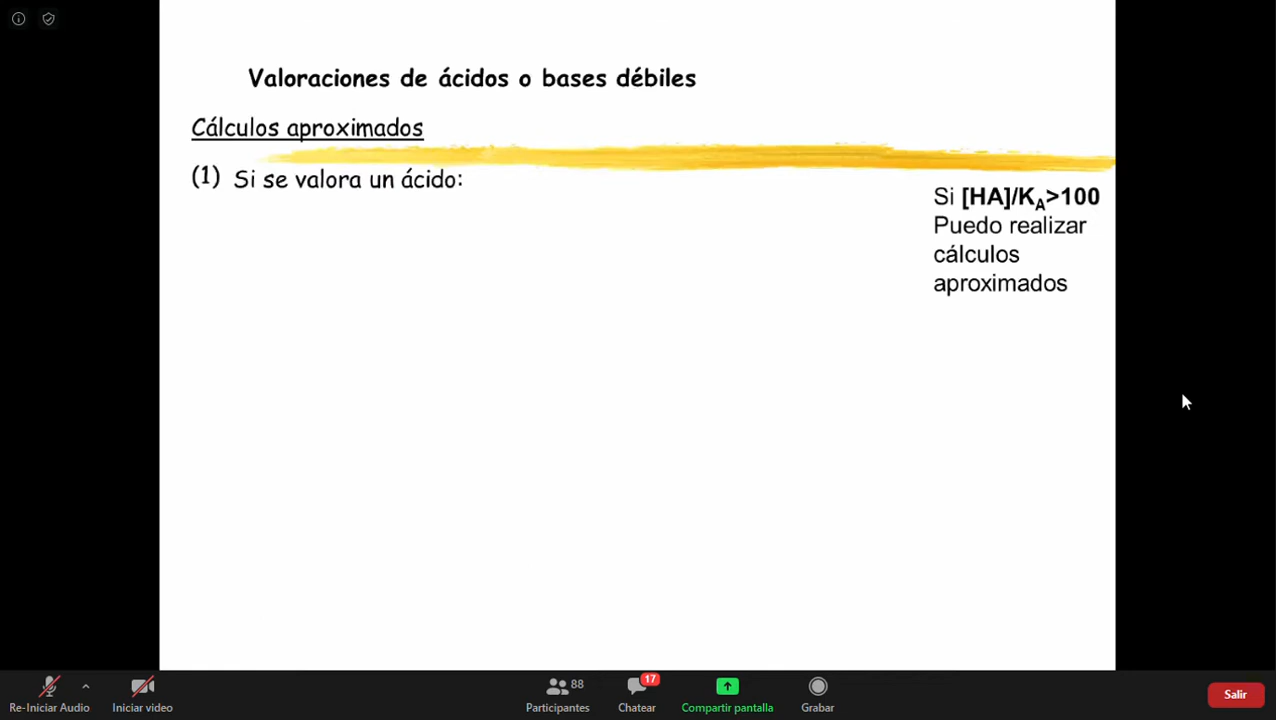 Valoraciones de ácidos o bases débiles
Cálculos aproximados
(1) Si se valora un ácido:
Si [HA]/KA>100
Puedo realizar
cálculos
aproximados
88
17
Re-Iniciar Audio
Iniciar video
Participantes
Chatear
Compartir pantalla
Grabar
Salir